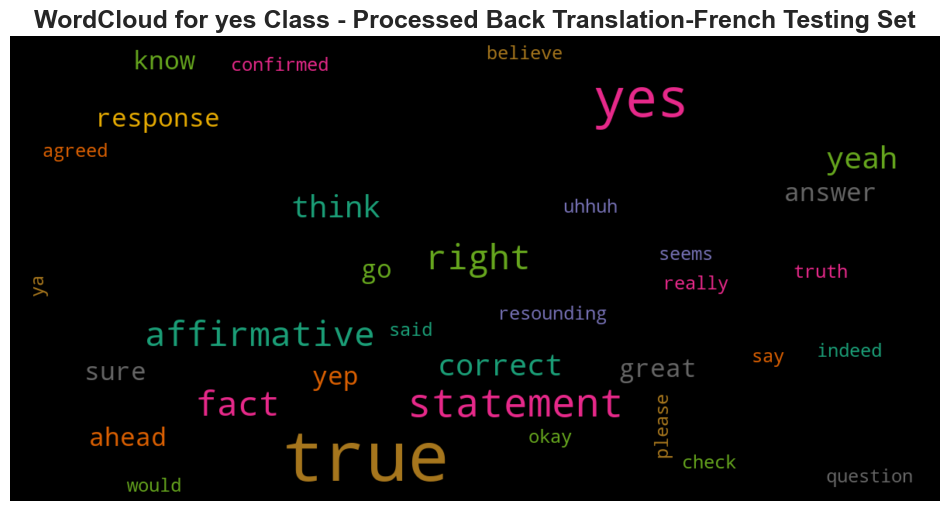 WordCloud for yes Class - Processed Back Translation-French Testing Set
know
confirmed
believe
yes
response
agreed
yeah
answer
think
uhhuh
right
go
seems
truth
really
ya
resounding
affirmative
said
indeed
say
correct
great
sure
yep
fact
statement
please
ahead
okay
true
check
question
would